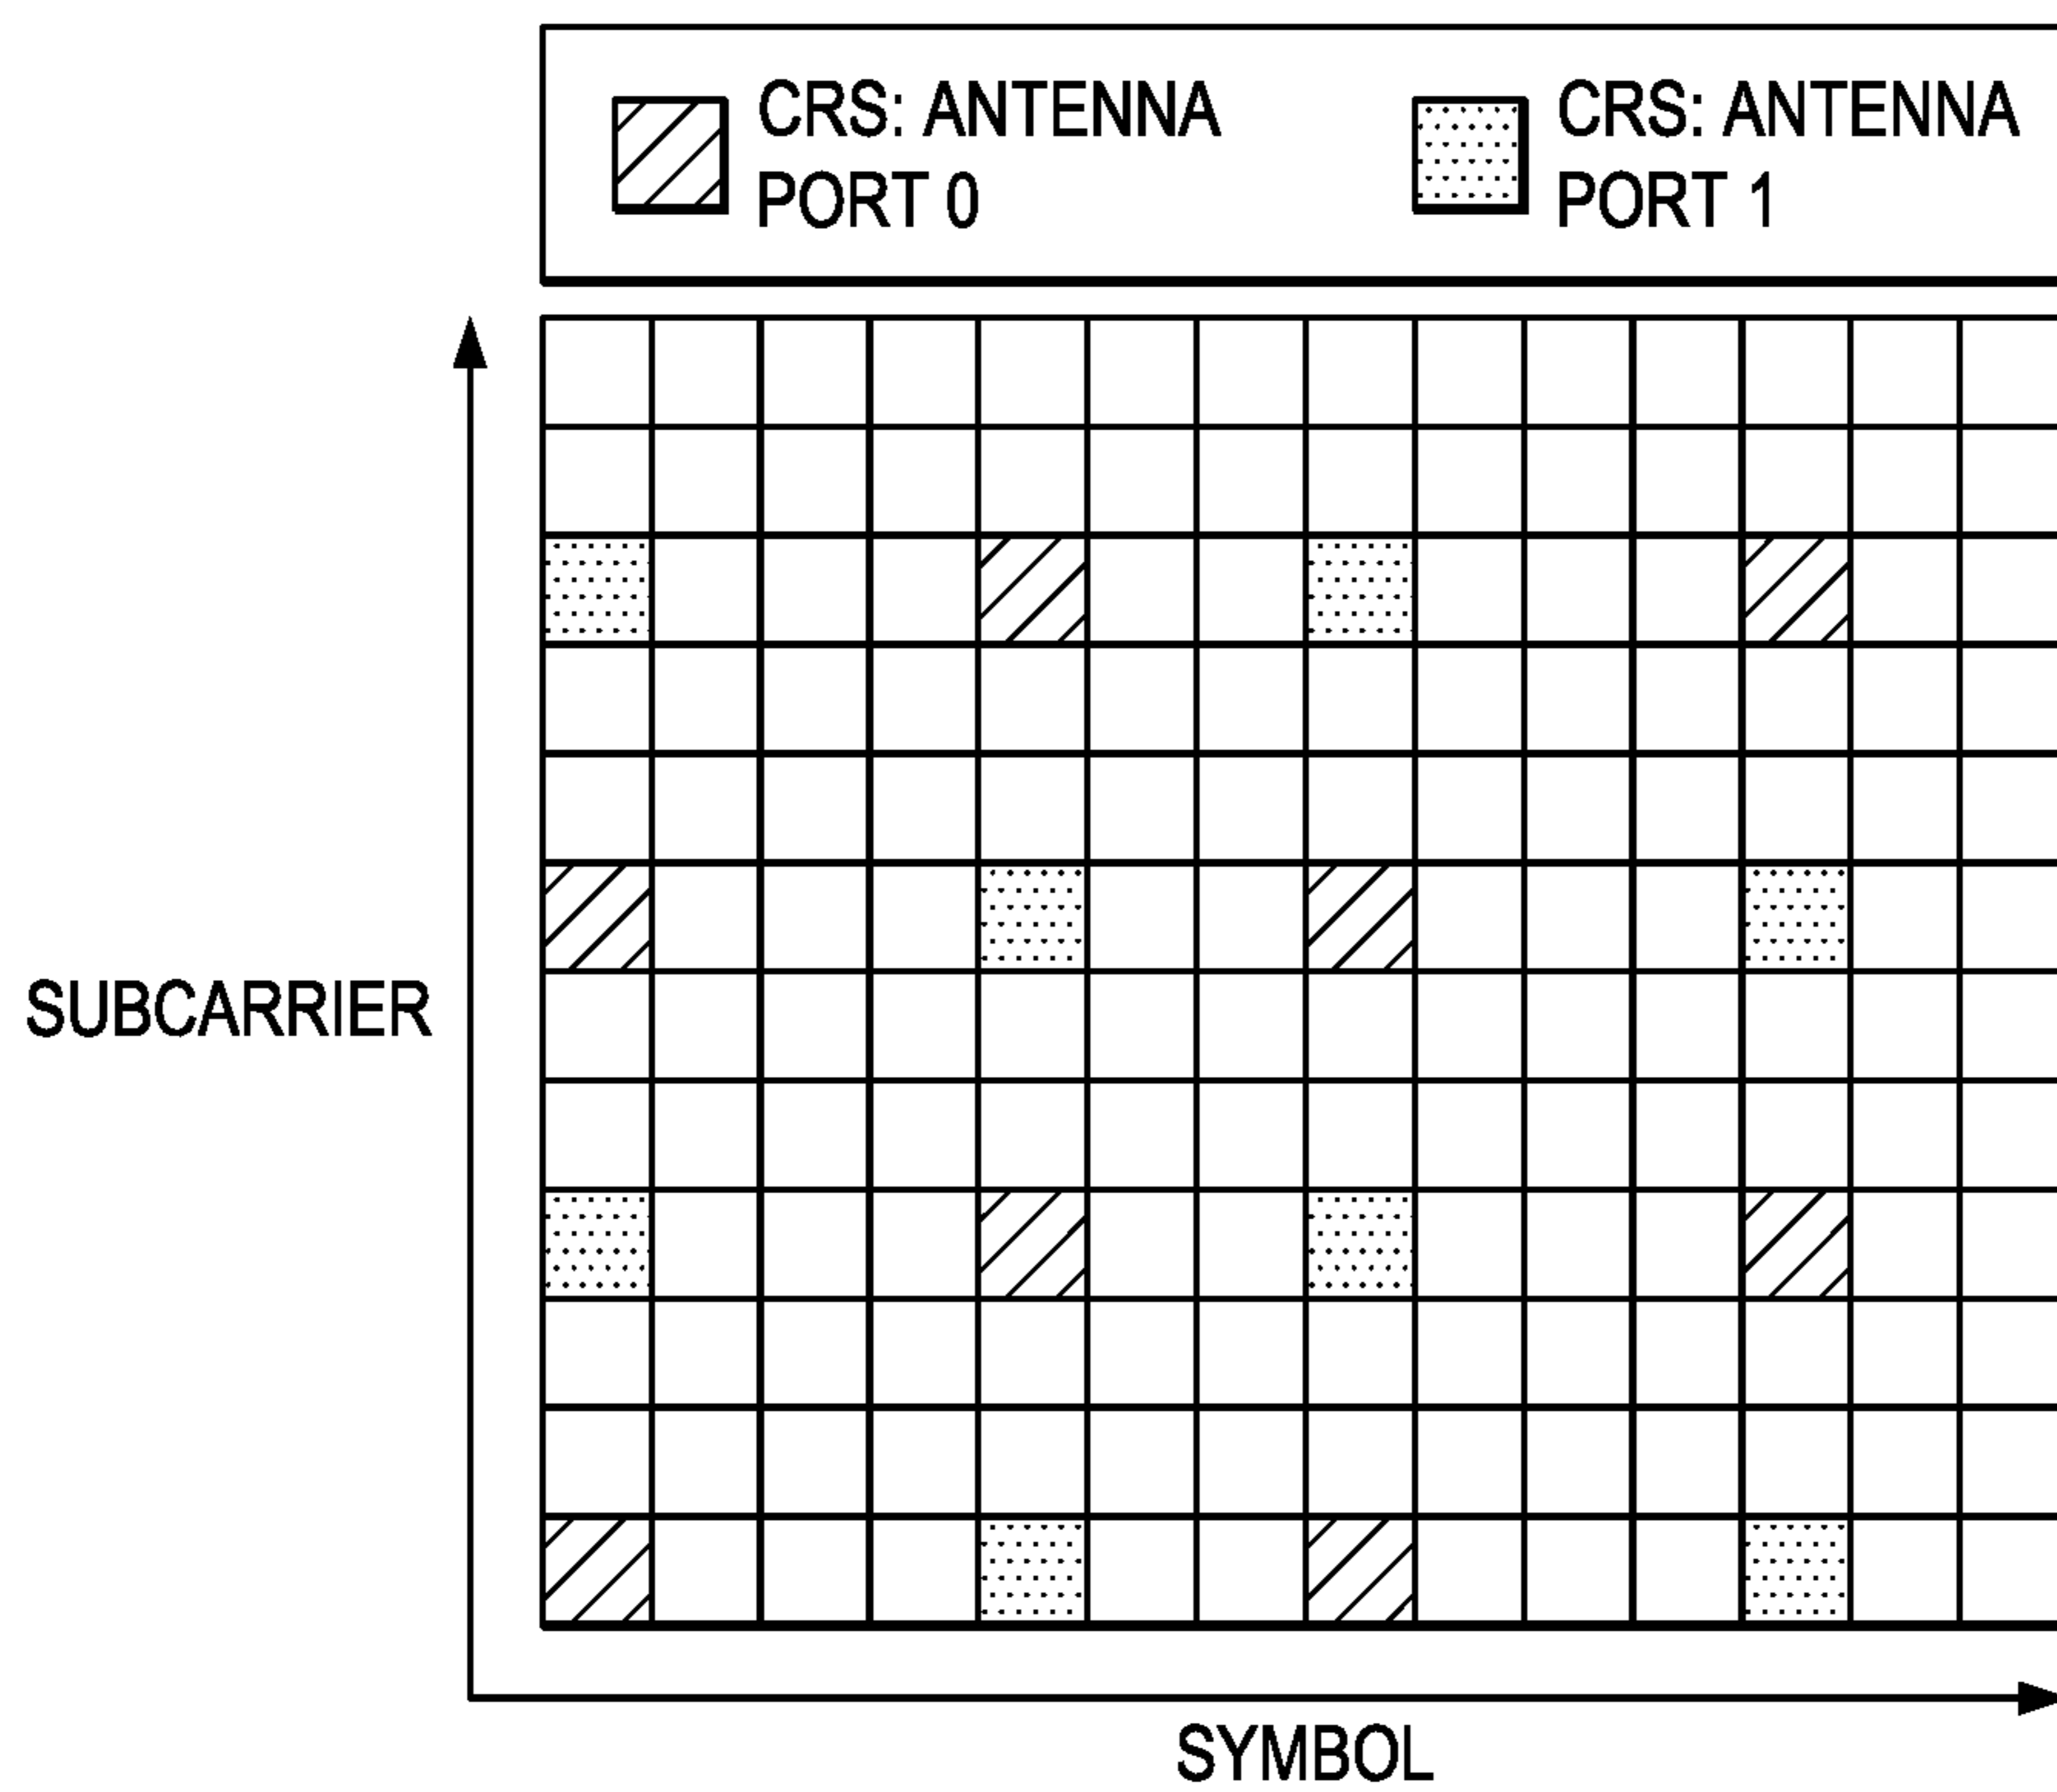 CRS: ANTENNA
PORT 0
CRS: ANTENNA
PORT 1
SUBCARRIER
SYMBOL